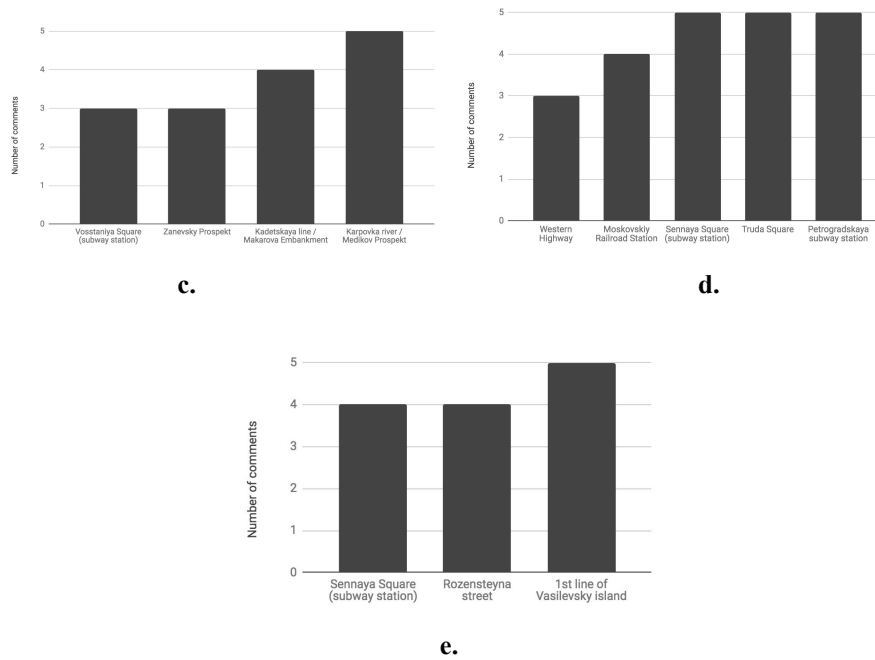 Number of comments
5
4
3
2
1
0
Vosstaniya Square
(subway station)
Zanevsky Prospekt
Kadetskaya line /
Makarova Embankment
Karpovka river /
Medikov Prospekt
c.
Number of comments
5
4
3
2
1
0
Western
Highway
Moskovskiy
Railroad Station
Sennaya Square
(subway station)
Truda Square
Petrogradskaya
subway station
d.
Number of comments
5
4
3
2
1
0
Sennaya Square
(subway station)
Rozensteyna
street
1st line of
Vasilevsky island
e.